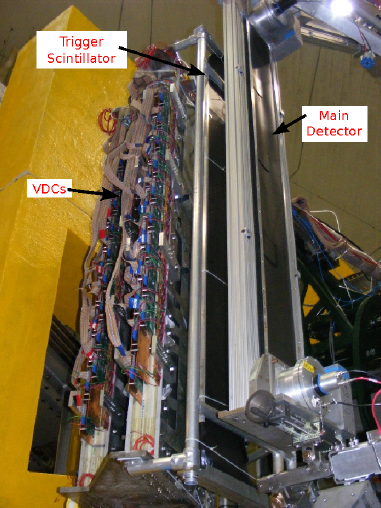 Trigger
Scintillator
Main
Detector
VDCs